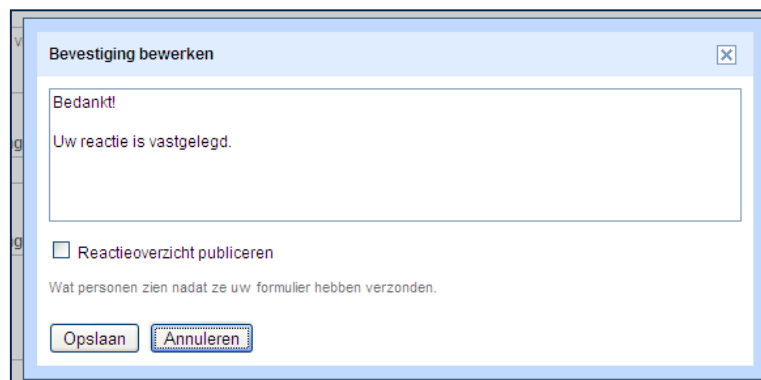 Bevestiging bewerken
Bedankt!
Uw reactie is vastgelegd.
Reactieoverzicht publiceren
Wat personen zien nadat ze uw formulier hebben verzonden.
Opslaan Annuleren